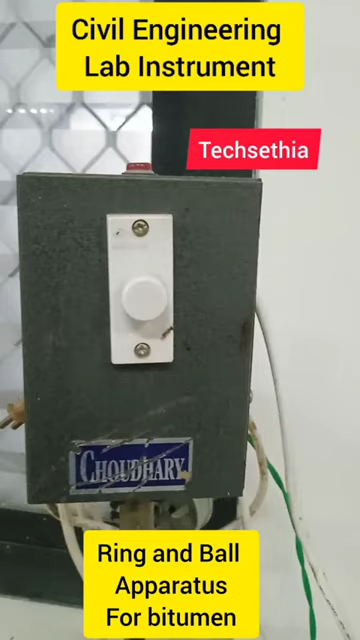 Civil Engineering
Lab Instrument
Techsethia
CHOUDHARY
Ring and Ball
Apparatus
For bitumen